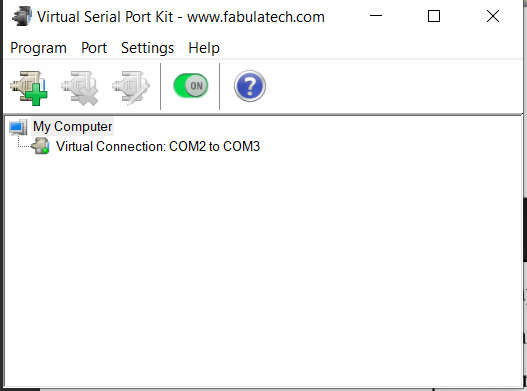 Virtual Serial Port Kit - www.fabulatech.com
Program Port Settings Help
ON ?
My Computer
Virtual Connection: COM2 to COM3